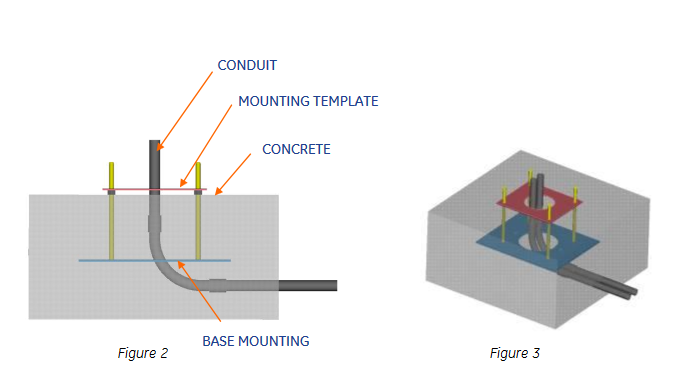 CONDUIT
MOUNTING TEMPLATE
CONCRETE
BASE MOUNTING
Figure 2
Figure 3